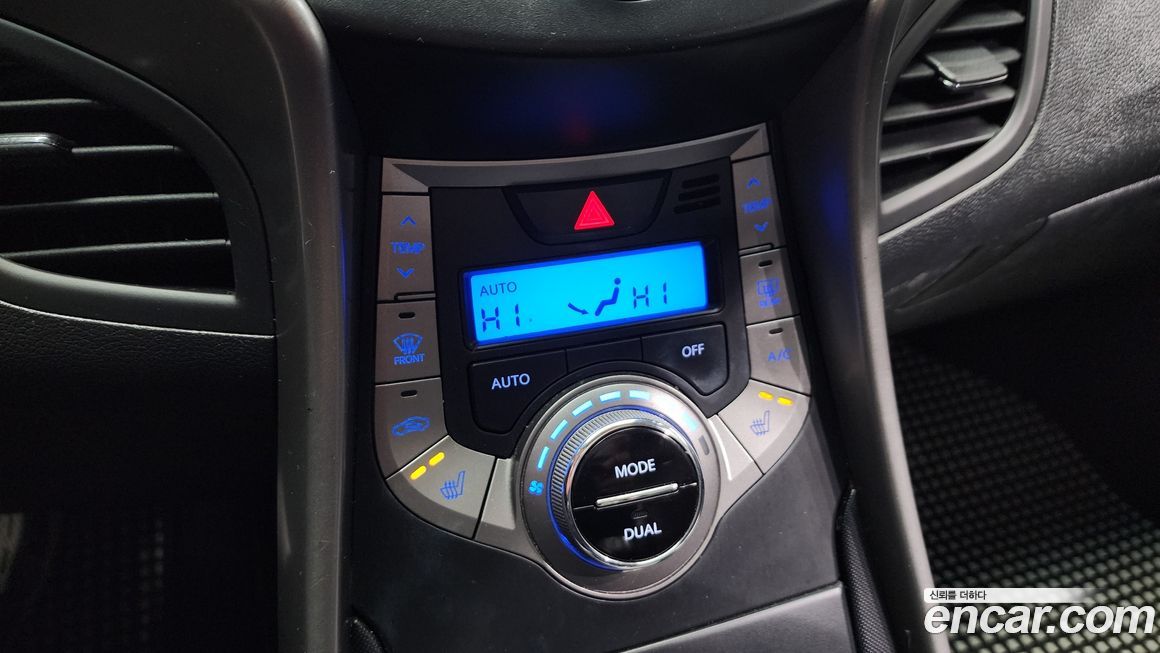 TEMP
TEMP
AUTO
HI
HI
FRONT
REAR
AUTO
OFF
A/C
MODE
DUAL
신뢰를 더하다
encar.com